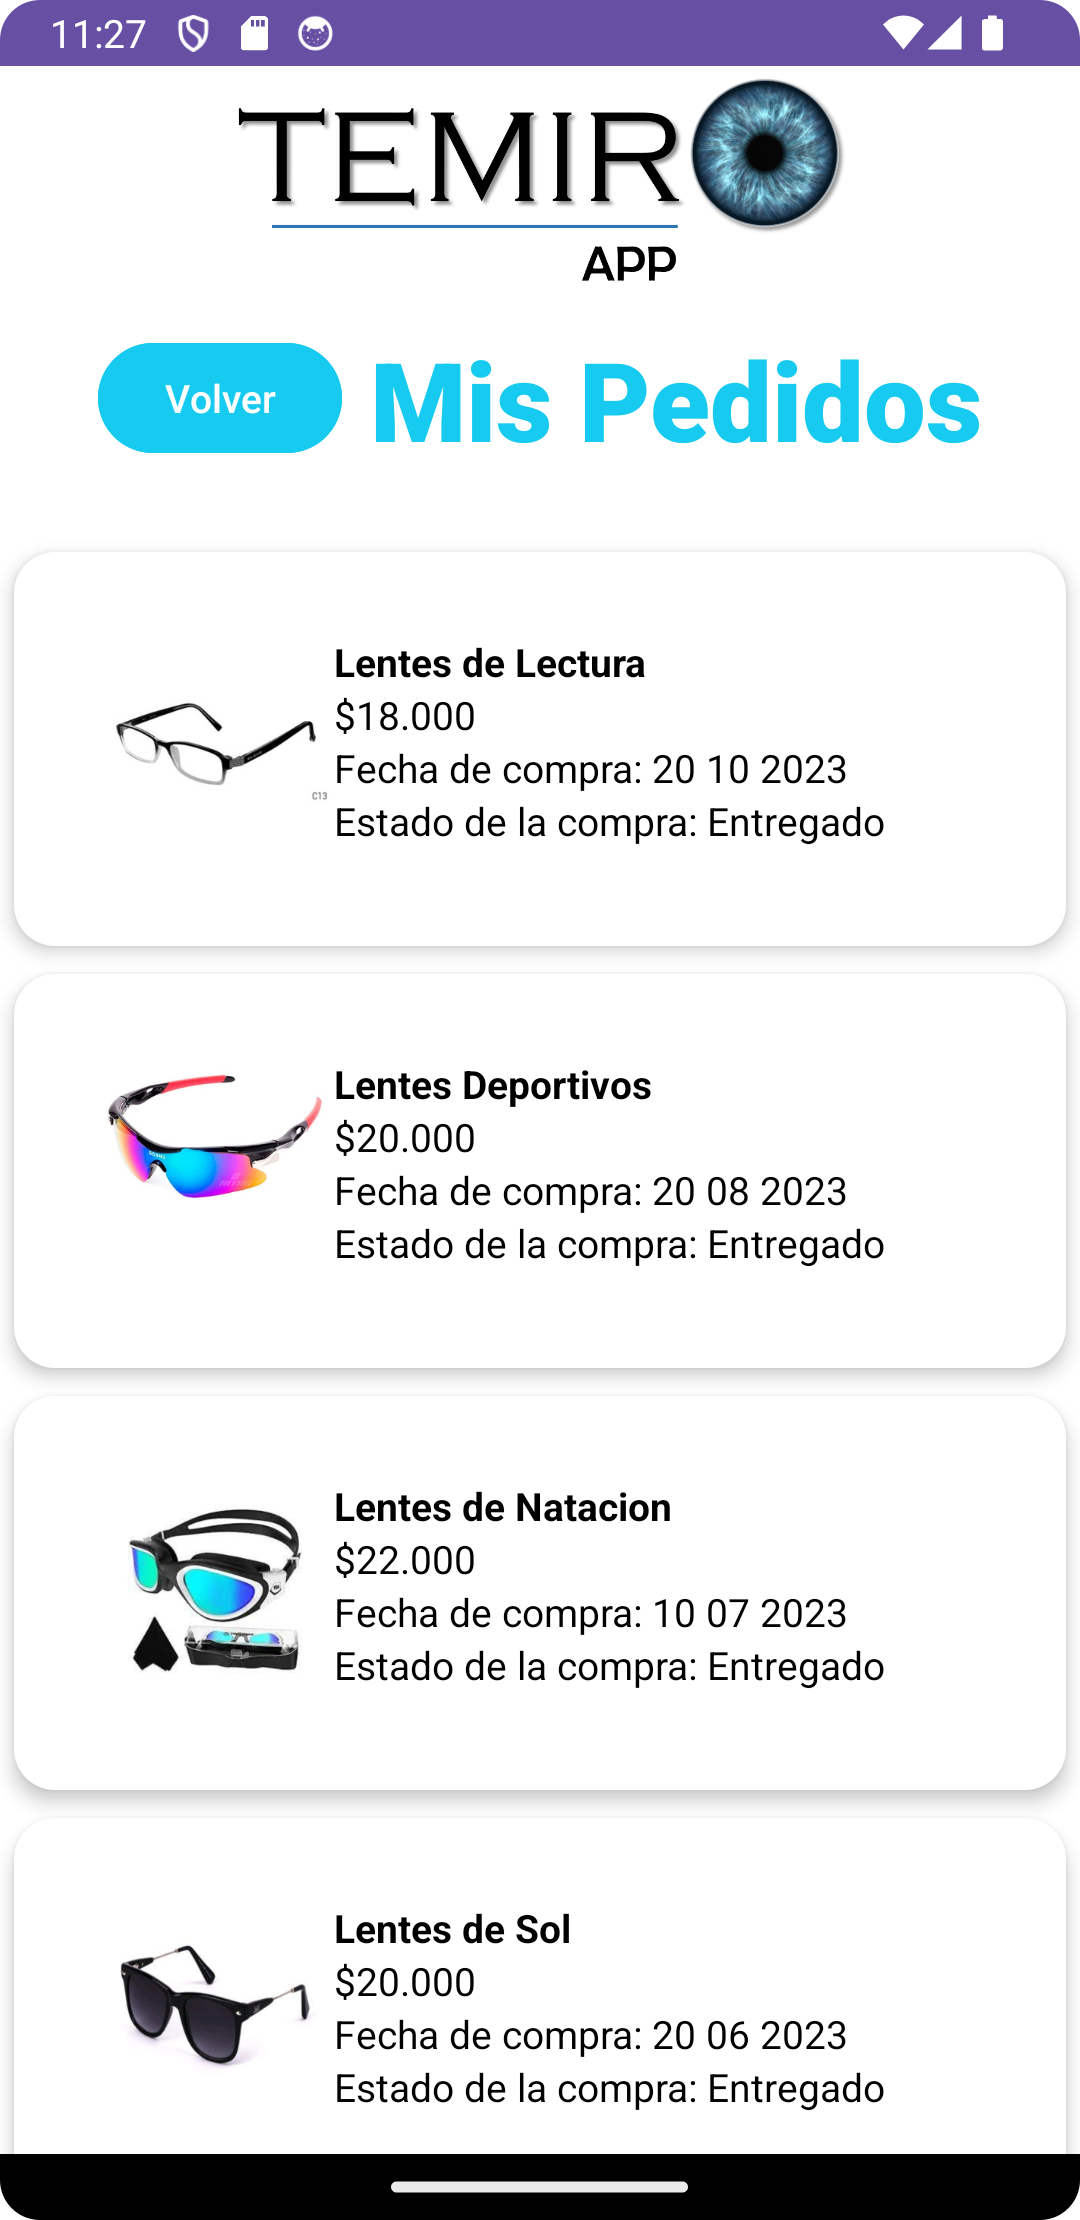 11:27
TEMIRO
APP
Volver
Mis Pedidos
Lentes de Lectura
$18.000
Fecha de compra: 20 10 2023
C13
Estado de la compra: Entregado
Lentes Deportivos
$20.000
Fecha de compra: 20 08 2023
Estado de la compra: Entregado
Lentes de Natacion
$22.000
Fecha de compra: 10 07 2023
Estado de la compra: Entregado
Lentes de Sol
$20.000
Fecha de compra: 20 06 2023
Estado de la compra: Entregado